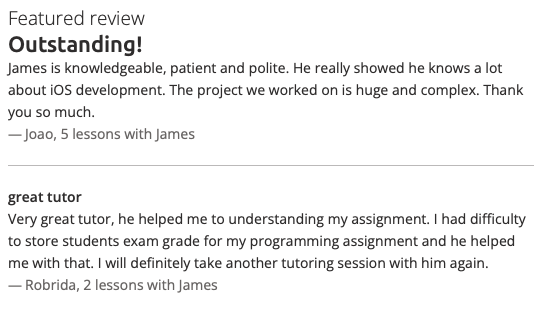 Featured review
Outstanding!
James is knowledgeable, patient and polite. He really showed he knows a lot
about iOS development. The project we worked on is huge and complex. Thank
you so much.
— Joao, 5 lessons with James
great tutor
Very great tutor, he helped me to understanding my assignment. I had difficulty
to store students exam grade for my programming assignment and he helped
me with that. I will definitely take another tutoring session with him again.
— Robrida, 2 lessons with James